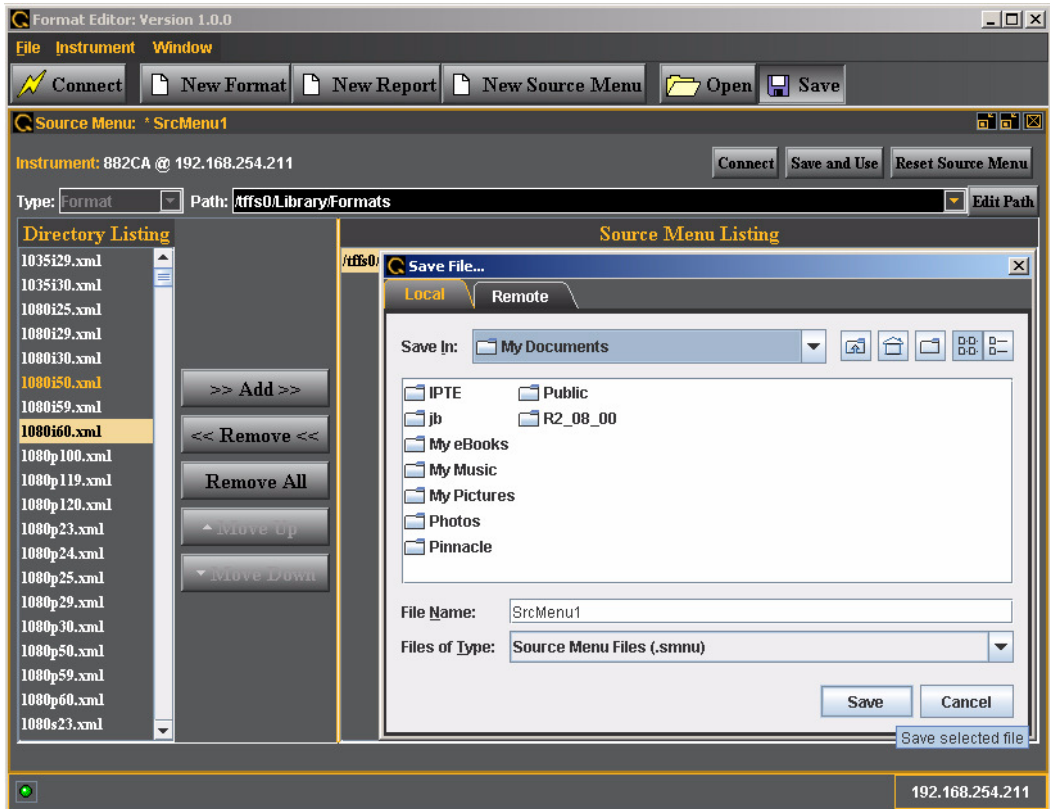 Format Editor: Version 1.0.0
File Instrument Window
Connect New Format New Report New Source Menu Open Save
Source Menu: * SrcMenu1
Instrument: 882CA @ 192.168.254.211 Connect Save and Use Reset Source Menu
Type: Format Path: /tffs0/Library/Formats Edit Path
Directory Listing
1035i29.xml
1035i30.xml
1080i25.xml
1080i29.xml
1080i30.xml
1080i50.xml
1080i59.xml
1080i60.xml
1080p100.xml
1080p119.xml
1080p120.xml
1080p23.xml
1080p24.xml
1080p25.xml
1080p29.xml
1080p30.xml
1080p50.xml
1080p59.xml
1080p60.xml
1080s23.xml
>> Add >>
<< Remove <<
Remove All
Move Up
Move Down
Source Menu Listing
/tffs0/
Save File...
Local Remote
Save In: My Documents
IPTE Public
jb R2_08_00
My eBooks
My Music
My Pictures
Photos
Pinnacle
File Name: SrcMenu1
Files of Type: Source Menu Files (.smnu)
Save Cancel
Save selected file
192.168.254.211